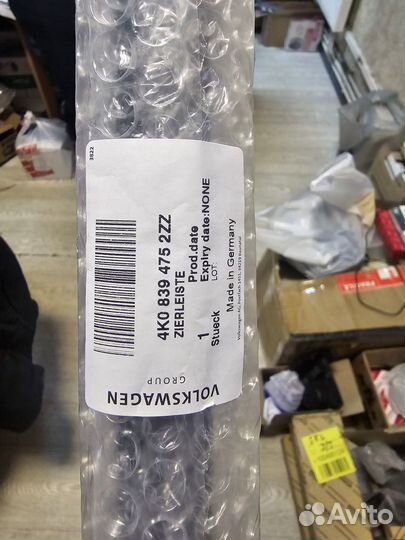 3822
4K0 839 475 2ZZ
ZIERLEISTE
Prod.date
Expiry date:NONE
LOT:
1
Stueck
Made in Germany
VOLKSWAGEN
GROUP
Avito